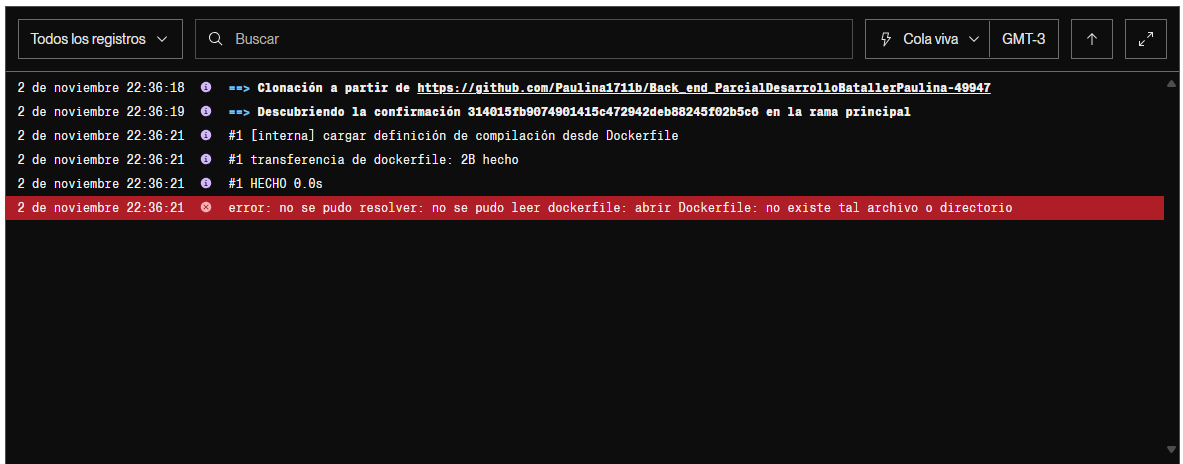 Todos los registros Buscar Cola viva GMT-3
2 de noviembre 22:36:18 ==> Clonación a partir de https://github.com/Paulina1711b/Back_end_ParcialDesarrolloBatallerPaulina-49947
2 de noviembre 22:36:19 ==> Descubriendo la confirmación 314015fb9074901415c472942deb88245f02b5c6 en la rama principal
2 de noviembre 22:36:21 #1 [interna] cargar definición de compilación desde Dockerfile
2 de noviembre 22:36:21 #1 transferencia de dockerfile: 2B hecho
2 de noviembre 22:36:21 #1 HECHO 0.0s
2 de noviembre 22:36:21 error: no se pudo resolver: no se pudo leer dockerfile: abrir Dockerfile: no existe tal archivo o directorio